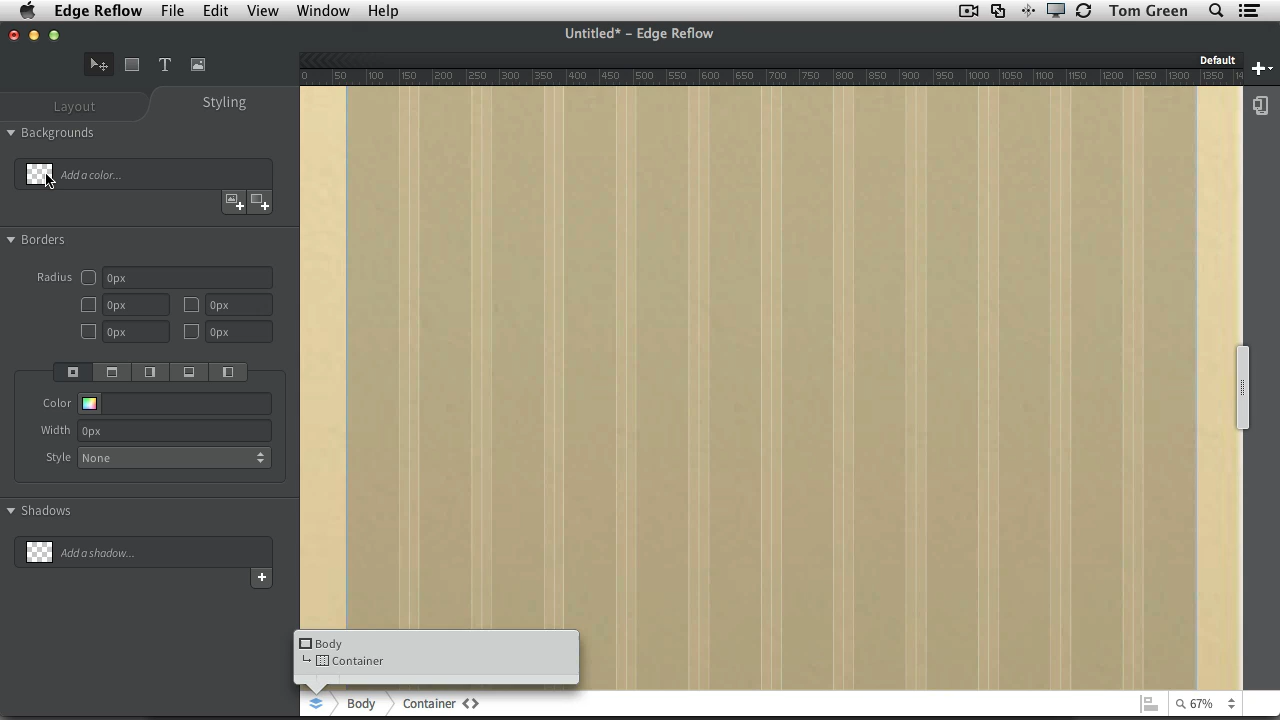 Edge Reflow File Edit View Window Help Tom Green
Untitled* – Edge Reflow
Default
0 50 100 150 200 250 300 350 400 450 500 550 600 650 700 750 800 850 900 950 1000 1050 1100 1150 1200 1250 1300 1350 14
Layout Styling
Backgrounds
Add a color...
Borders
Radius 0px
0px 0px
0px 0px
Color
Width 0px
Style None
Shadows
Add a shadow...
Body
Container
Body Container 67%